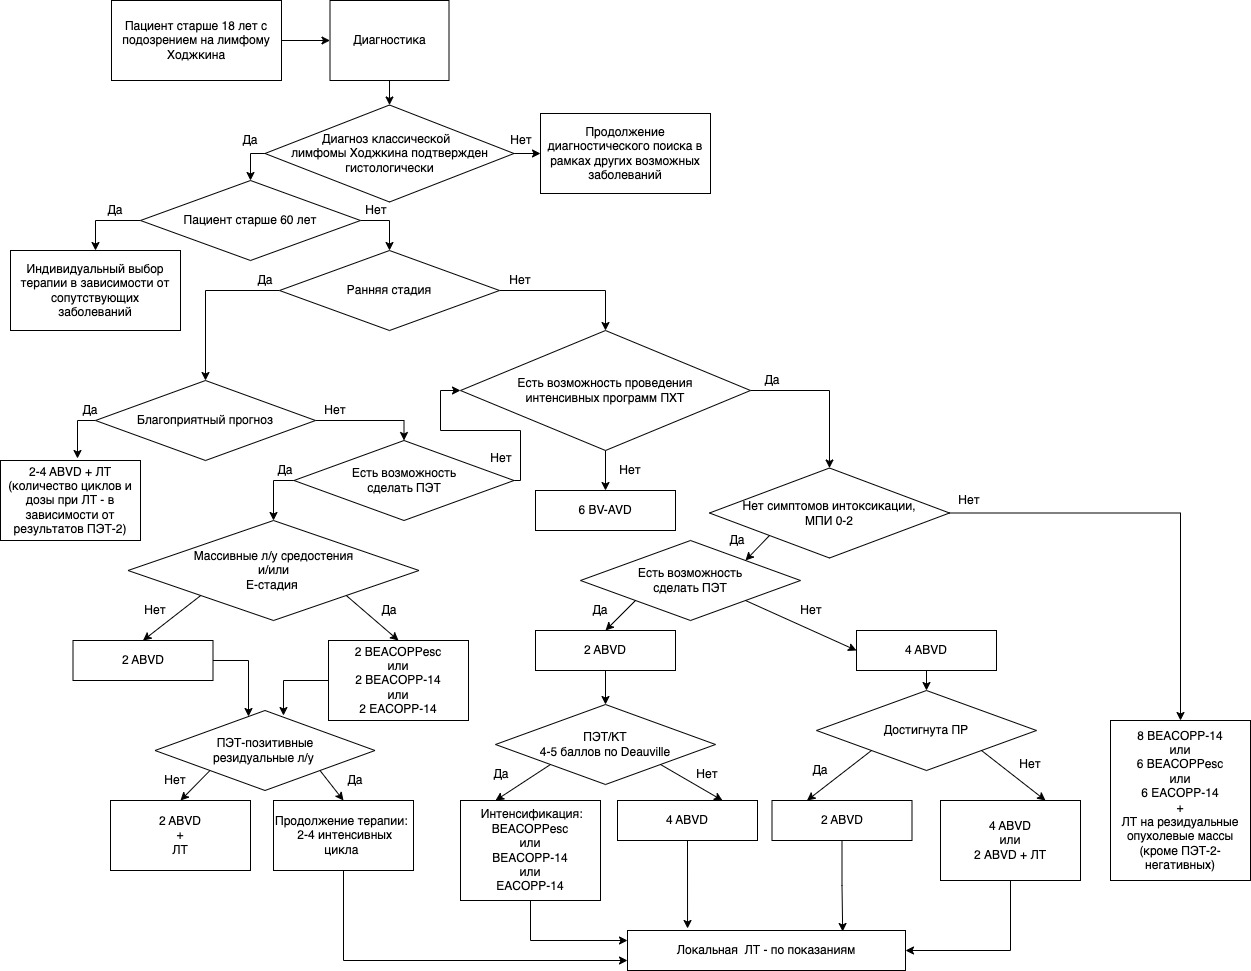 Пациент старше 18 лет с
подозрением на лимфому
Ходжкина
Диагностика
Диагноз классической
лимфомы Ходжкина подтвержден
гистологически
Да
Нет
Продолжение
диагностического поиска в
рамках других возможных
заболеваний
Пациент старше 60 лет
Да
Нет
Индивидуальный выбор
терапии в зависимости от
сопутствующих
заболеваний
Ранняя стадия
Да
Нет
Есть возможность проведения
интенсивных программ ПХТ
Да
Нет
Благоприятный прогноз
Да
Нет
2-4 ABVD + ЛТ
(количество циклов и
дозы при ЛТ - в
зависимости от
результатов ПЭТ-2)
Есть возможность
сделать ПЭТ
Да
Нет
6 BV-AVD
Нет симптомов интоксикации,
МПИ 0-2
Да
Нет
Массивные л/у средостения
и/или
E-стадия
Нет
Да
Есть возможность
сделать ПЭТ
Да
Нет
2 ABVD
2 BEACOPPesc
или
2 BEACOPP-14
или
2 EACOPP-14
2 ABVD
4 ABVD
ПЭТ-позитивные
резидуальные л/у
Нет
Да
ПЭТ/КТ
4-5 баллов по Deauville
Да
Нет
Достигнута ПР
Да
Нет
8 BEACOPP-14
или
6 BEACOPPesc
или
6 EACOPP-14
+
ЛТ на резидуальные
опухолевые массы
(кроме ПЭТ-2-
негативных)
2 ABVD
+
ЛТ
Продолжение терапии:
2-4 интенсивных
цикла
Интенсификация:
BEACOPPesc
или
BEACOPP-14
или
EACOPP-14
4 ABVD
2 ABVD
4 ABVD
или
2 ABVD + ЛТ
Локальная ЛТ - по показаниям